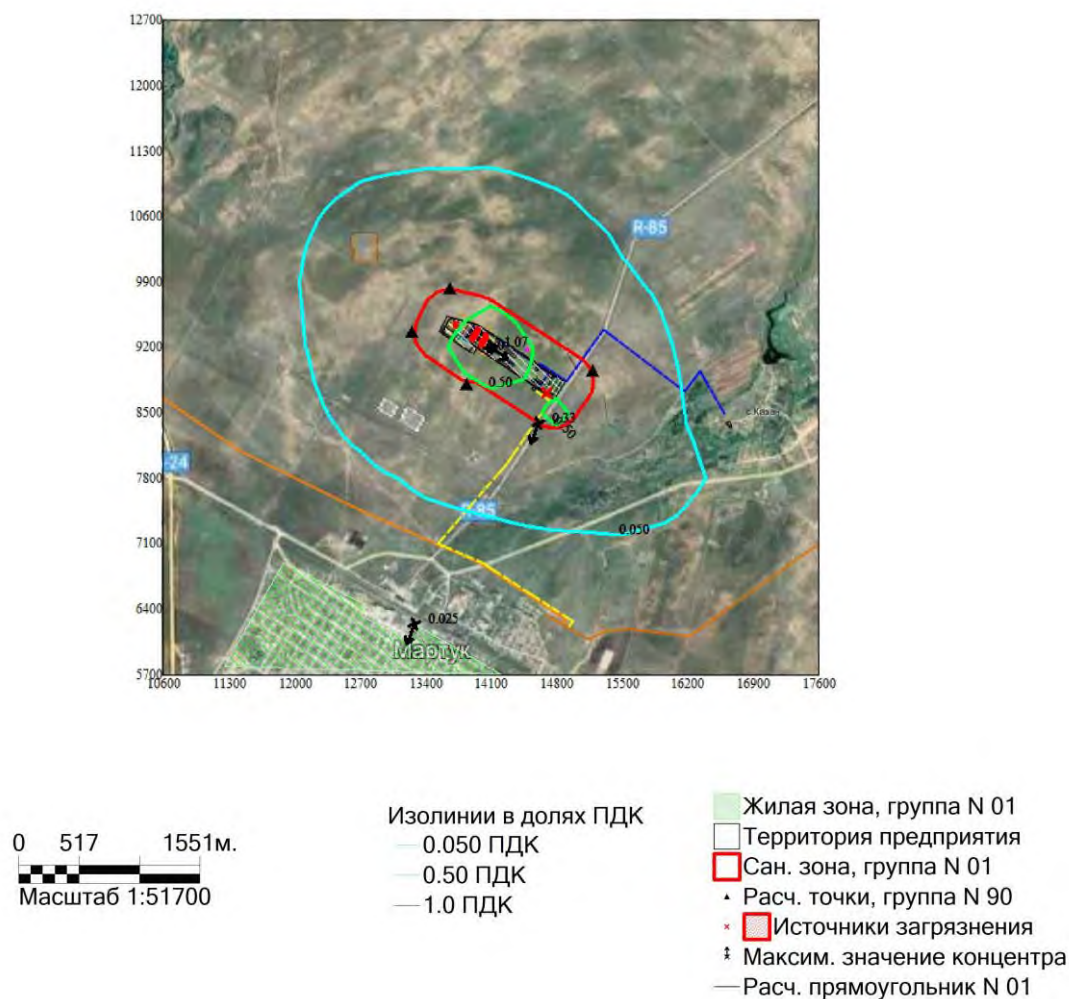 12700
12000
11300
10600
9900
9200
8500
7800
7100
6400
5700
10600 11300 12000 12700 13400 14100 14800 15500 16200 16900 17600
R-85
1.07
0.50
0.33
с. Казан
-24
R-85
0.050
0.025
Мартук
0 517 1551м.
Масштаб 1:51700
Изолинии в долях ПДК
0.050 ПДК
0.50 ПДК
1.0 ПДК
Жилая зона, группа N 01
Территория предприятия
Сан. зона, группа N 01
Расч. точки, группа N 90
Источники загрязнения
Максим. значение концентра
Расч. прямоугольник N 01